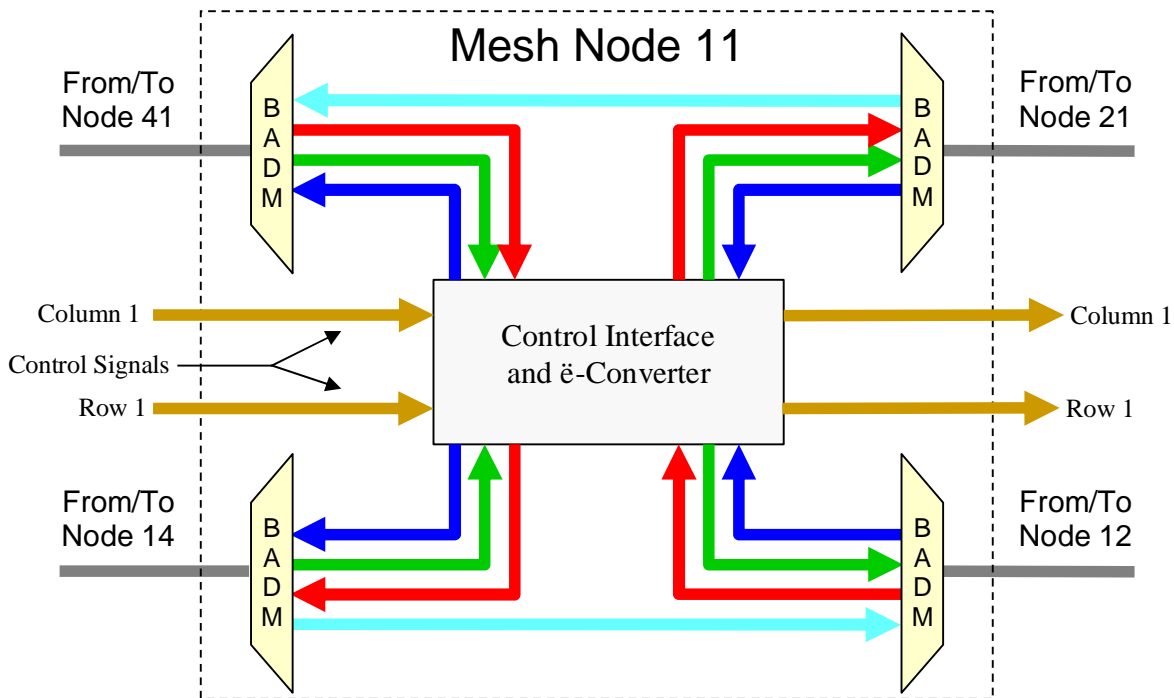 Mesh Node 11
From/To
Node 41
From/To
Node 21
B
A
D
M
B
A
D
M
Column 1
Column 1
Control Interface
and ë-Converter
Control Signals
Row 1
Row 1
From/To
Node 14
From/To
Node 12
B
A
D
M
B
A
D
M